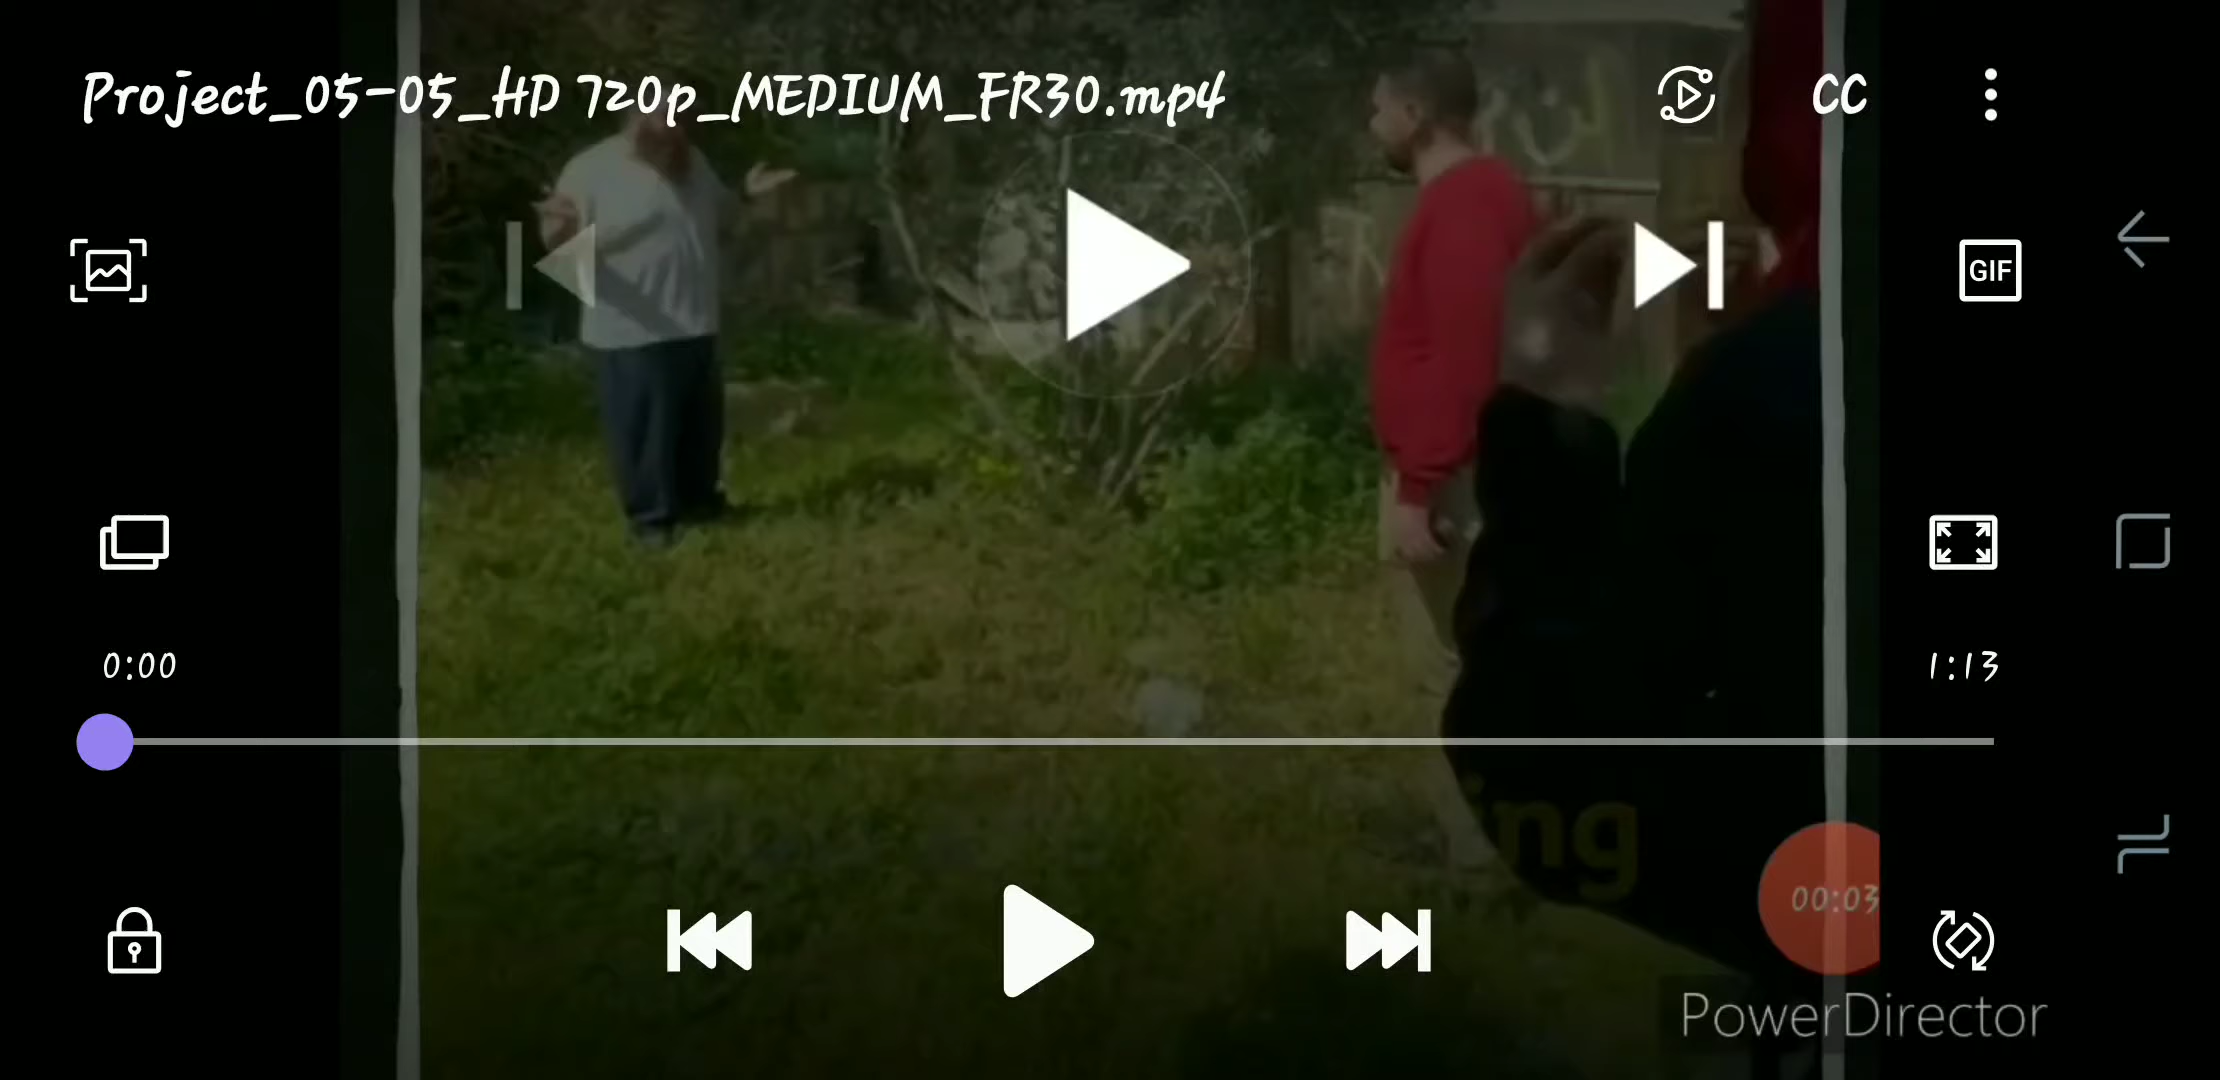 Project_05-05_HD 720p_MEDIUM_FR30.mp4
CC
GIF
0:00
1:13
ing
00:03
PowerDirector